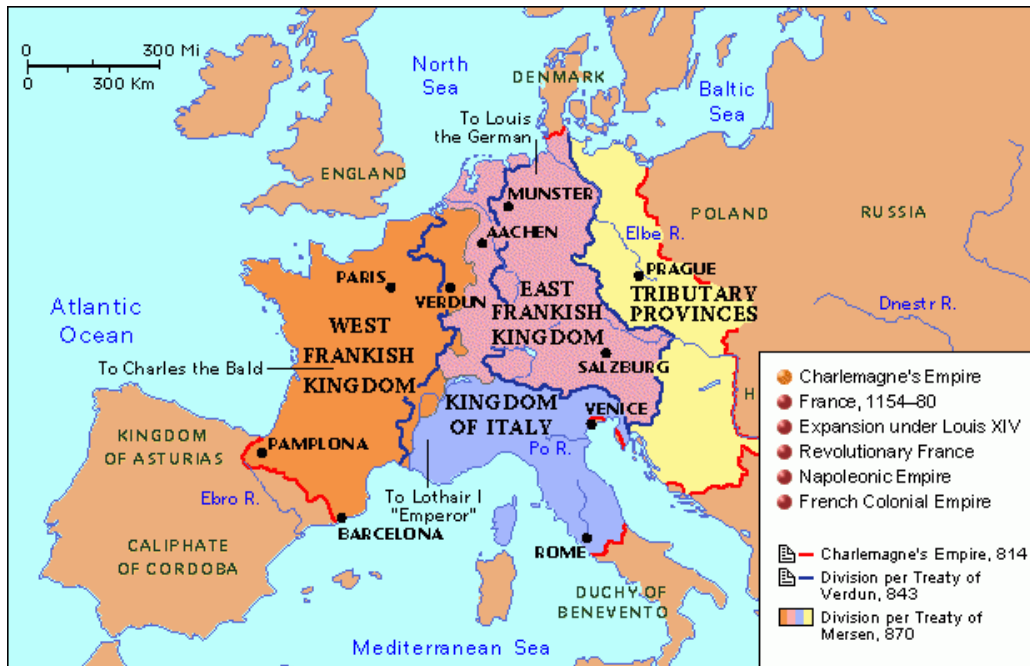 0 300 Mi
0 300 Km
North
Sea
DENMARK
Baltic
Sea
To Louis
the German
ENGLAND
MUNSTER
POLAND
RUSSIA
AACHEN
Elbe R.
PARIS
VERDUN
PRAGUE
EAST
FRANKISH
KINGDOM
TRIBUTARY
PROVINCES
Dnestr R.
Atlantic
Ocean
WEST
FRANKISH
KINGDOM
To Charles the Bald
SALZBURG
KINGDOM
OF ITALY
VENICE
H
KINGDOM
OF ASTURIAS
PAMPLONA
Po R.
Ebro R.
To Lothair I
"Emperor"
BARCELONA
ROME
CALIPHATE
OF CORDOBA
DUCHY OF
BENEVENTO
Mediterranean Sea
Charlemagne's Empire
France, 1154–80
Expansion under Louis XIV
Revolutionary France
Napoleonic Empire
French Colonial Empire
Charlemagne's Empire, 814
Division per Treaty of
Verdun, 843
Division per Treaty of
Mersen, 870